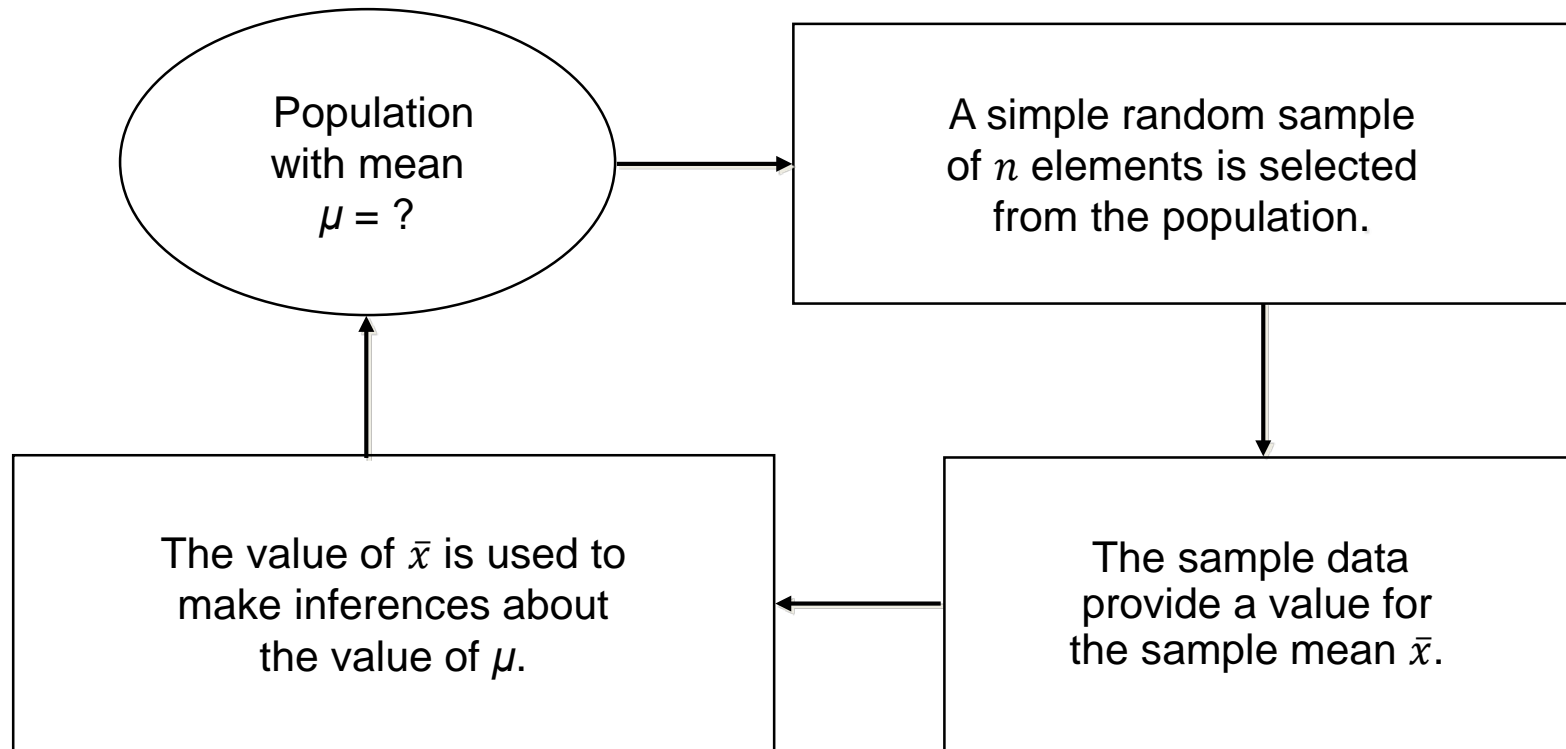 Population
with mean
μ = ?
A simple random sample
of n elements is selected
from the population.
The sample data
provide a value for
the sample mean x̄.
The value of x̄ is used to
make inferences about
the value of μ.